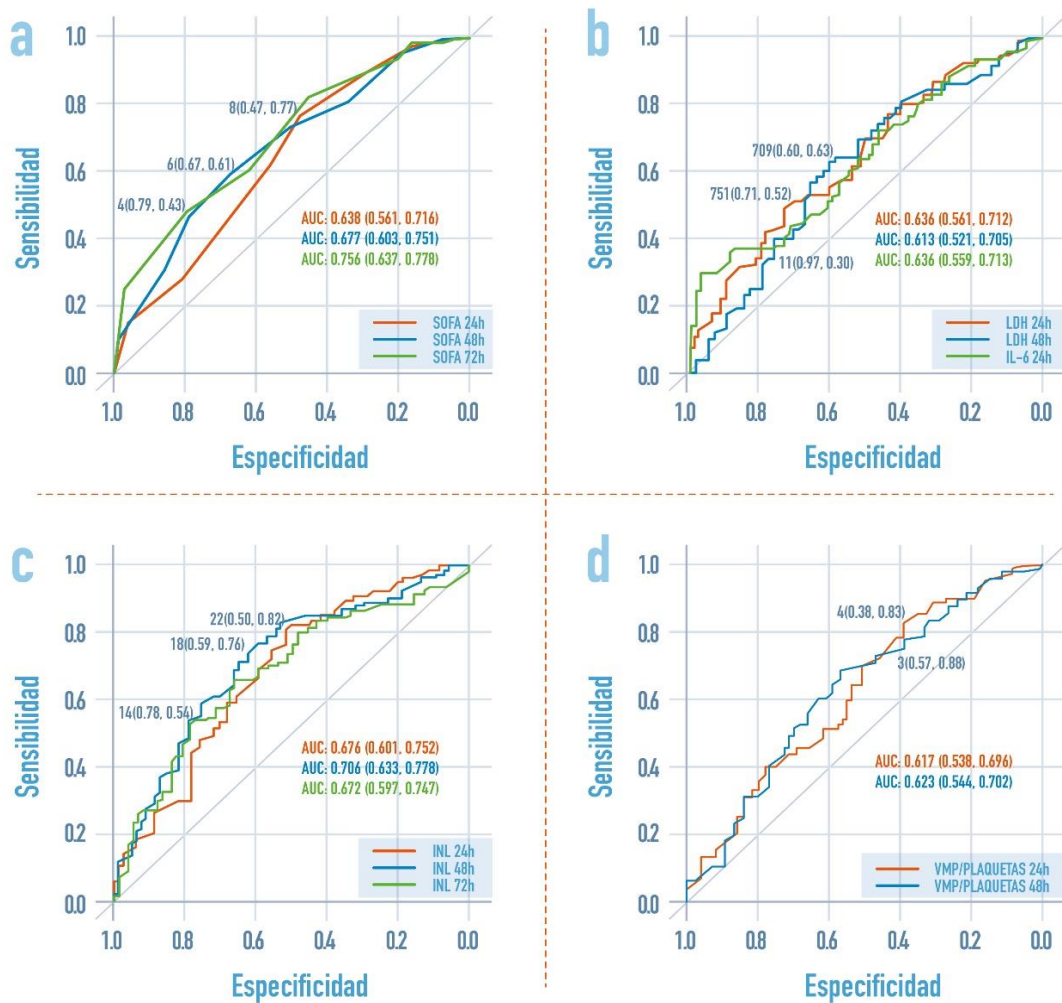 a
1.0
0.8
0.6
0.4
0.2
0.0
Sensibilidad
8(0.47, 0.77)
6(0.67, 0.61)
4(0.79, 0.43)
AUC: 0.638 (0.561, 0.716)
AUC: 0.677 (0.603, 0.751)
AUC: 0.756 (0.637, 0.778)
SOFA 24h
SOFA 48h
SOFA 72h
1.0 0.8 0.6 0.4 0.2 0.0
Especificidad
b
1.0
0.8
0.6
0.4
0.2
0.0
Sensibilidad
709(0.60, 0.63)
751(0.71, 0.52)
11(0.97, 0.30)
AUC: 0.636 (0.561, 0.712)
AUC: 0.613 (0.521, 0.705)
AUC: 0.636 (0.559, 0.713)
LDH 24h
LDH 48h
IL-6 24h
1.0 0.8 0.6 0.4 0.2 0.0
Especificidad
c
1.0
0.8
0.6
0.4
0.2
0.0
Sensibilidad
22(0.50, 0.82)
18(0.59, 0.76)
14(0.78, 0.54)
AUC: 0.676 (0.601, 0.752)
AUC: 0.706 (0.633, 0.778)
AUC: 0.672 (0.597, 0.747)
INL 24h
INL 48h
INL 72h
1.0 0.8 0.6 0.4 0.2 0.0
Especificidad
d
1.0
0.8
0.6
0.4
0.2
0.0
Sensibilidad
4(0.38, 0.83)
3(0.57, 0.88)
AUC: 0.617 (0.538, 0.696)
AUC: 0.623 (0.544, 0.702)
VMP/PLAQUETAS 24h
VMP/PLAQUETAS 48h
1.0 0.8 0.6 0.4 0.2 0.0
Especificidad